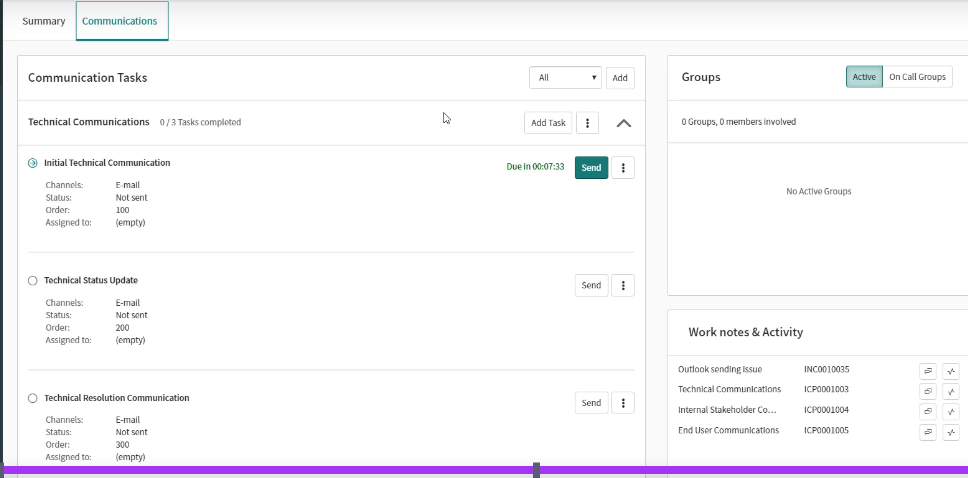 Summary Communications
Communication Tasks All Add
Technical Communications 0 / 3 Tasks completed Add Task
Initial Technical Communication Due in 00:07:33 Send
Channels: E-mail
Status: Not sent
Order: 100
Assigned to: (empty)
Technical Status Update Send
Channels: E-mail
Status: Not sent
Order: 200
Assigned to: (empty)
Technical Resolution Communication Send
Channels: E-mail
Status: Not sent
Order: 300
Assigned to: (empty)
Groups Active On Call Groups
0 Groups, 0 members involved
No Active Groups
Work notes & Activity
Outlook sending issue INC0010035
Technical Communications ICP0001003
Internal Stakeholder Co... ICP0001004
End User Communications ICP0001005